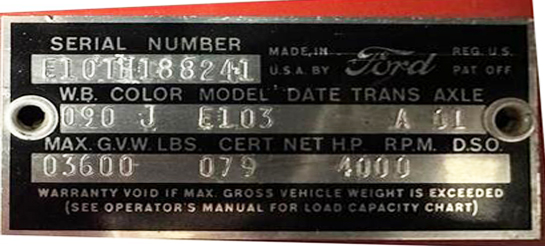 SERIAL NUMBER MADE IN Ford REG. U.S.
E10TH188241 U.S.A. BY PAT OFF
W.B. COLOR MODEL DATE TRANS AXLE
090 J E103 A 01
MAX. G.V.W. LBS. CERT NET H.P. R.P.M. D.S.O.
03600 079 4000
WARRANTY VOID IF MAX. GROSS VEHICLE WEIGHT IS EXCEEDED
(SEE OPERATOR'S MANUAL FOR LOAD CAPACITY CHART)